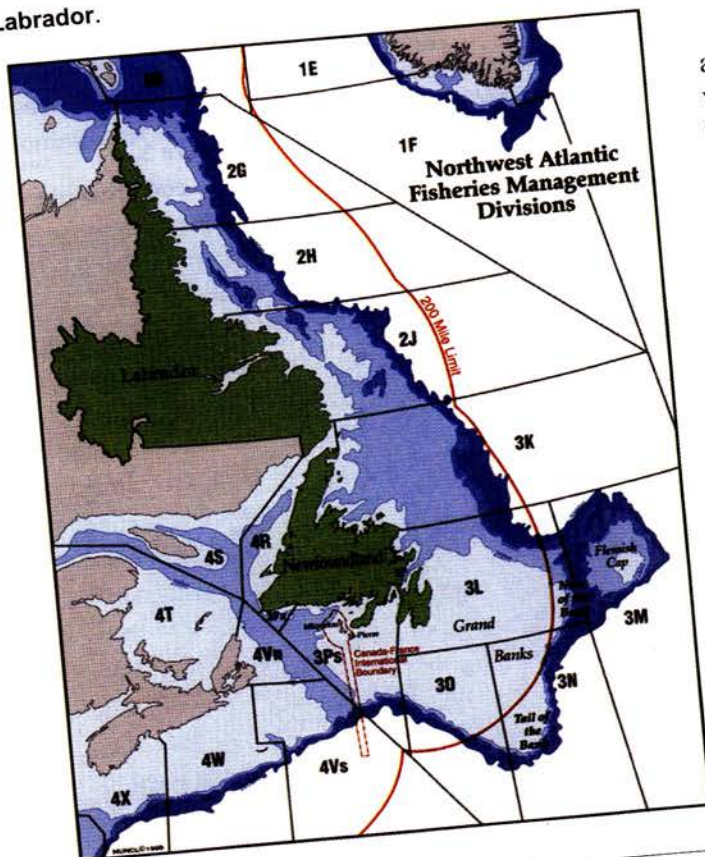 Labrador.
1E
1F
Northwest Atlantic
Fisheries Management
Divisions
2G
2H
2J
200 Mile Limit
Labrador
3K
4S
4R
Newfoundland
Flemish
Cap
4T
3L
Grand
3M
4Vn
3Ps
St-Pierre
Canada-France
International
Boundary
3O
Banks
3N
Tail of
the
Bank
4W
4Vs
4X